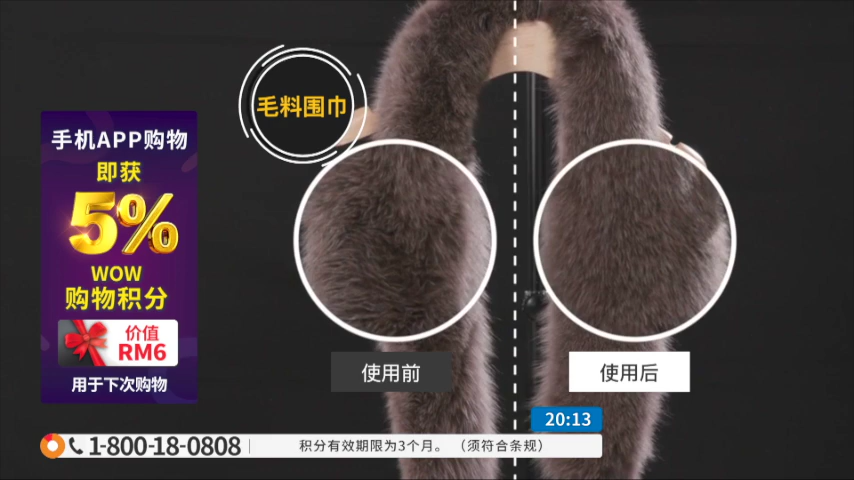 毛料围巾
手机APP购物
即获
5%
WOW
购物积分
价值
RM6
用于下次购物
使用前
使用后
20:13
1-800-18-0808
积分有效期限为3个月。（须符合条规）